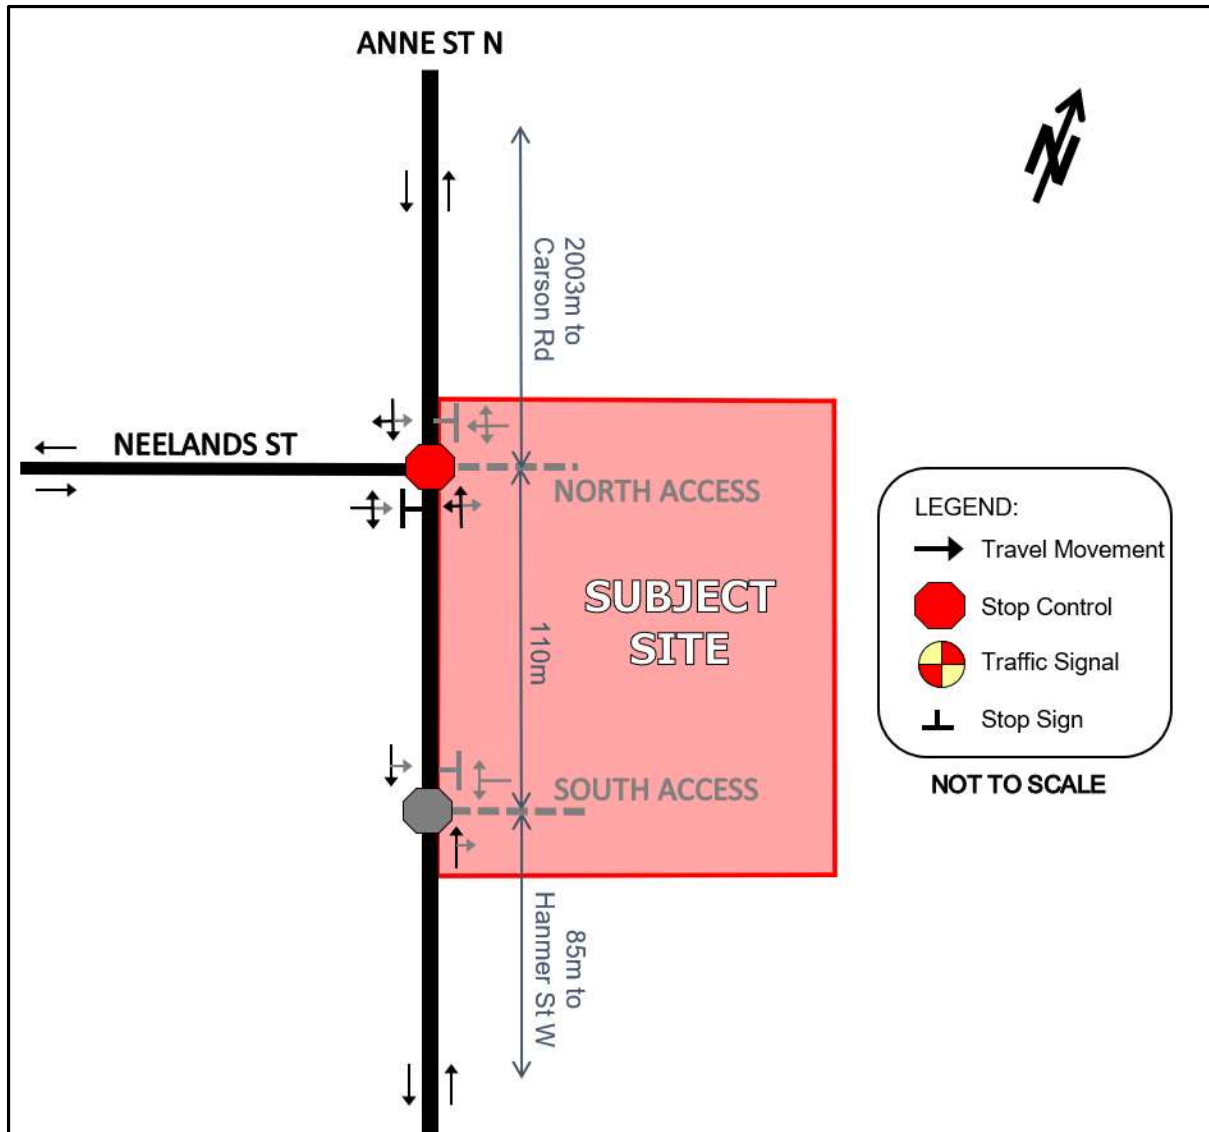 ANNE ST N
N
2003m to
Carson Rd
NEELANDS ST
NORTH ACCESS
SUBJECT
SITE
110m
SOUTH ACCESS
85m to
Hanmer St W
LEGEND:
Travel Movement
Stop Control
Traffic Signal
Stop Sign
NOT TO SCALE